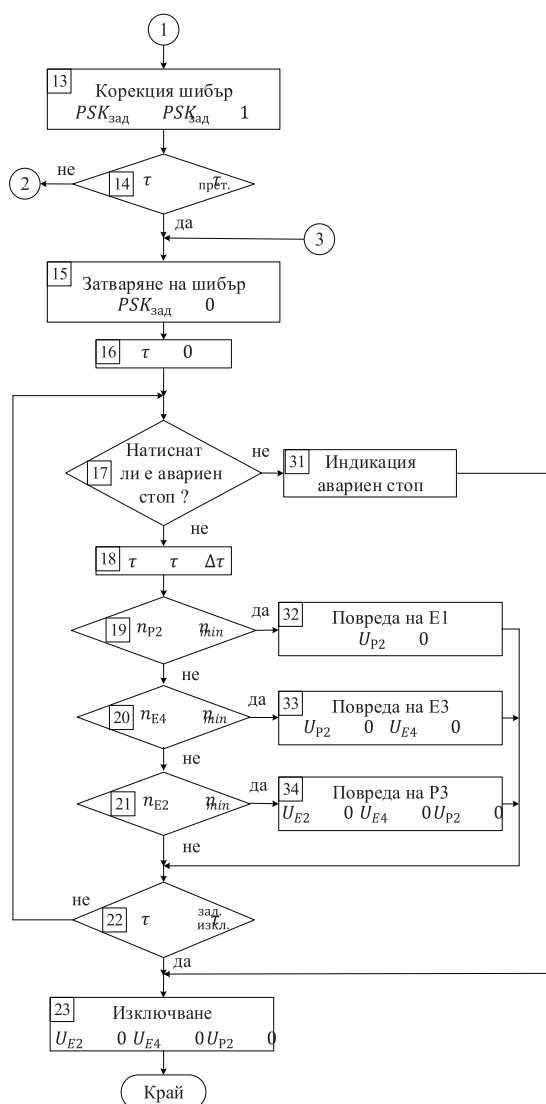 1
13
Корекция шибър
PSKзад PSKзад 1
не
2
14 τ τпрет.
да
3
15
Затваряне на шибър
PSKзад 0
16 τ 0
Натиснат
17 ли е авариен
стоп ?
не
31 Индикация
авариен стоп
не
18 τ τ Δτ
19 nP2 nmin
да
32 Повреда на E1
UP2 0
не
20 nE4 nmin
да
33 Повреда на E3
UP2 0 UE4 0
не
21 nE2 nmin
да
34 Повреда на P3
UE2 0 UE4 0 UP2 0
не
не
22 τ τзад. изкл.
да
23 Изключване
UE2 0 UE4 0 UP2 0
Край